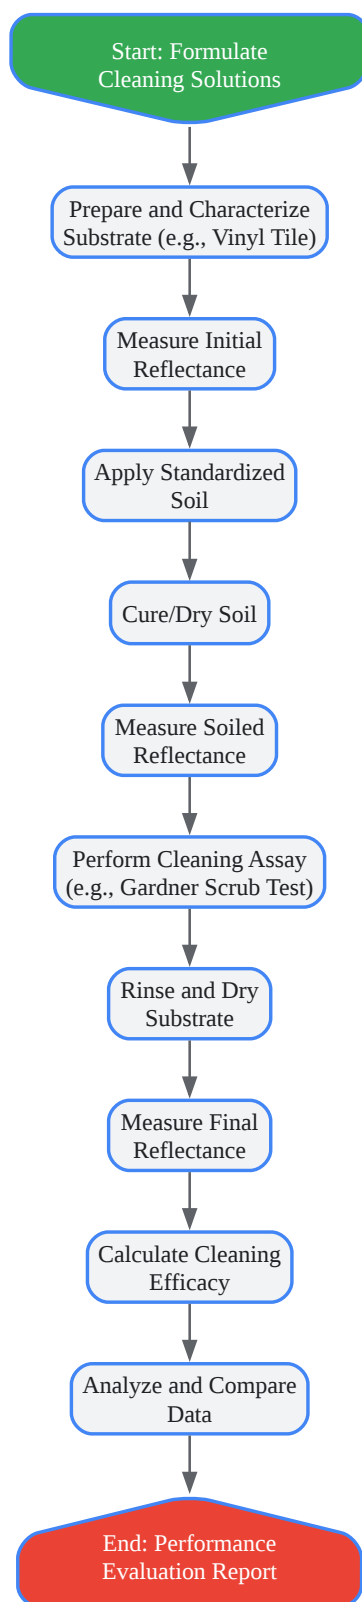 Start: Formulate
Cleaning Solutions
Prepare and Characterize
Substrate (e.g., Vinyl Tile)
Measure Initial
Reflectance
Apply Standardized
Soil
Cure/Dry Soil
Measure Soiled
Reflectance
Perform Cleaning Assay
(e.g., Gardner Scrub Test)
Rinse and Dry
Substrate
Measure Final
Reflectance
Calculate Cleaning
Efficacy
Analyze and Compare
Data
End: Performance
Evaluation Report